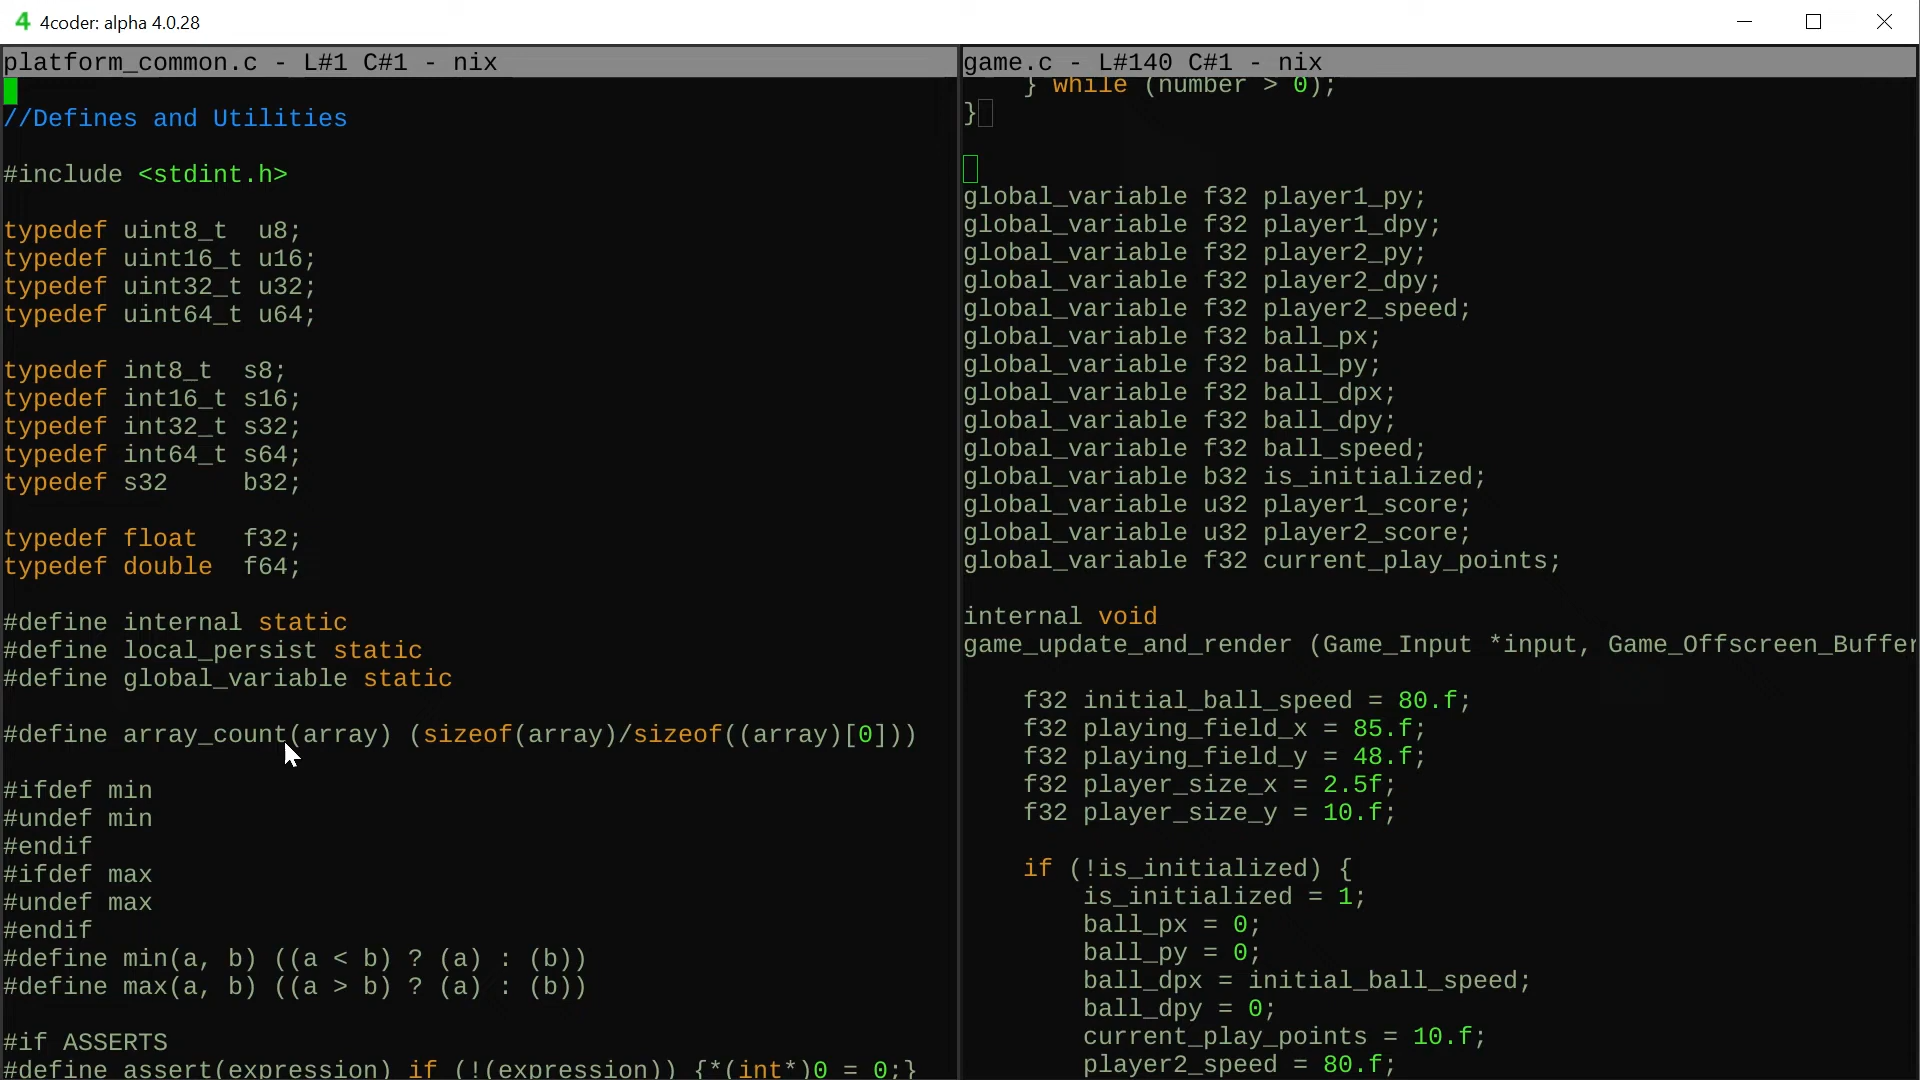 4 4coder: alpha 4.0.28
platform_common.c - L#1 C#1 - nix
//Defines and Utilities
#include <stdint.h>
typedef uint8_t  u8;
typedef uint16_t u16;
typedef uint32_t u32;
typedef uint64_t u64;
typedef int8_t  s8;
typedef int16_t s16;
typedef int32_t s32;
typedef int64_t s64;
typedef s32     b32;
typedef float   f32;
typedef double  f64;
#define internal static
#define local_persist static
#define global_variable static
#define array_count(array) (sizeof(array)/sizeof((array)[0]))
#ifdef min
#undef min
#endif
#ifdef max
#undef max
#endif
#define min(a, b) ((a < b) ? (a) : (b))
#define max(a, b) ((a > b) ? (a) : (b))
#if ASSERTS
#define assert(expression) if (!(expression)) {*(int*)0 = 0;}
game.c - L#140 C#1 - nix
} while (number > 0);
}
global_variable f32 player1_py;
global_variable f32 player1_dpy;
global_variable f32 player2_py;
global_variable f32 player2_dpy;
global_variable f32 player2_speed;
global_variable f32 ball_px;
global_variable f32 ball_py;
global_variable f32 ball_dpx;
global_variable f32 ball_dpy;
global_variable f32 ball_speed;
global_variable b32 is_initialized;
global_variable u32 player1_score;
global_variable u32 player2_score;
global_variable f32 current_play_points;
internal void
game_update_and_render (Game_Input *input, Game_Offscreen_Buffer
f32 initial_ball_speed = 80.f;
f32 playing_field_x = 85.f;
f32 playing_field_y = 48.f;
f32 player_size_x = 2.5f;
f32 player_size_y = 10.f;
if (!is_initialized) {
is_initialized = 1;
ball_px = 0;
ball_py = 0;
ball_dpx = initial_ball_speed;
ball_dpy = 0;
current_play_points = 10.f;
player2_speed = 80.f;